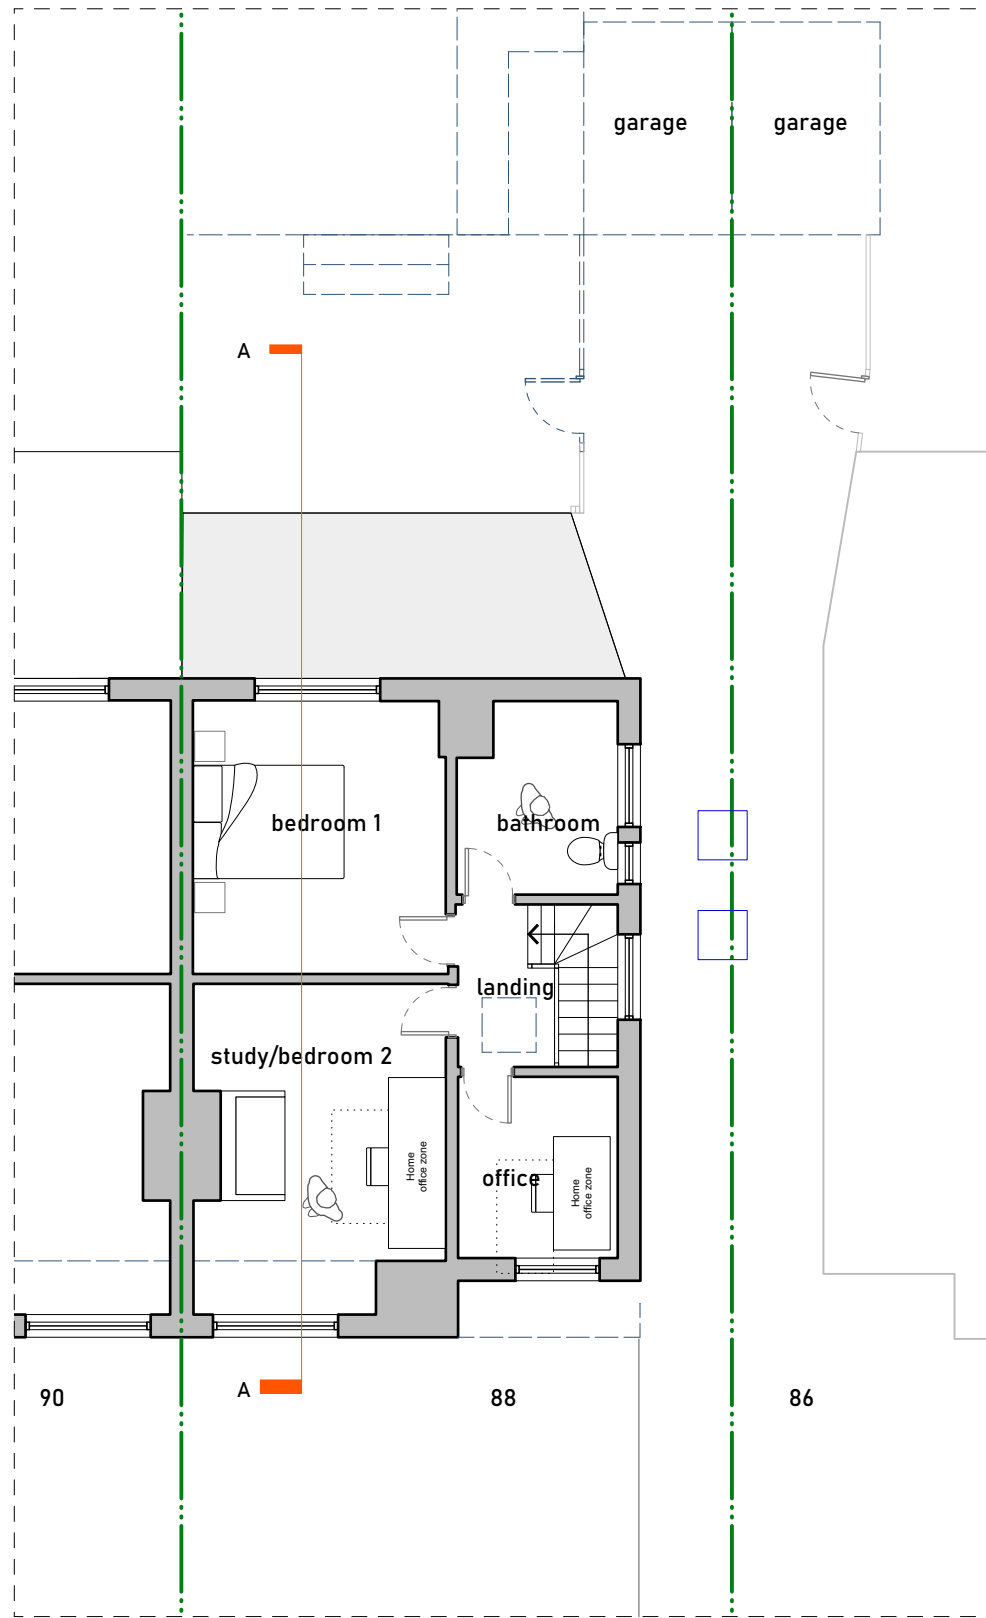 garage
garage
A
bedroom 1
bathroom
landing
study/bedroom 2
Home
office zone
office
Home
office zone
A
90
88
86